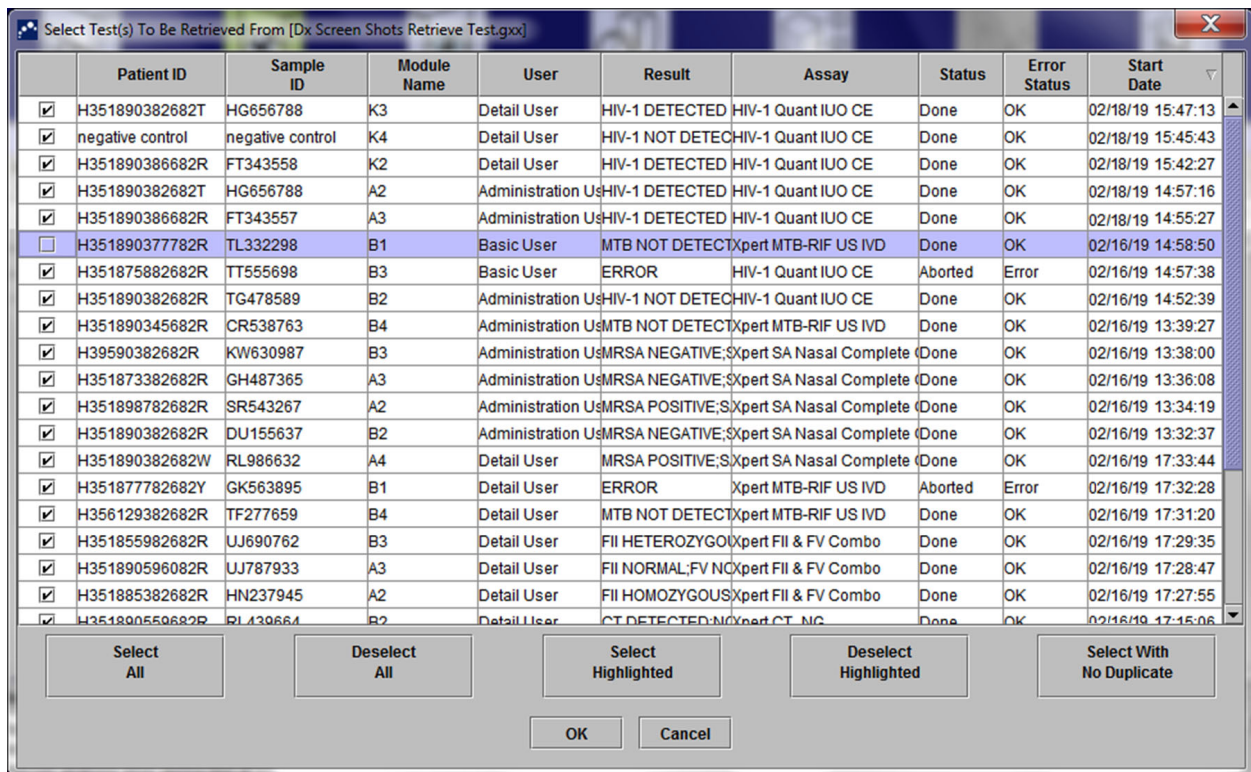 Select Test(s) To Be Retrieved From [Dx Screen Shots Retrieve Test.gxx]
Patient ID Sample ID Module Name User Result Assay Status Error Status Start Date
H351890382682T HG656788 K3 Detail User HIV-1 DETECTED HIV-1 Quant IUO CE Done OK 02/18/19 15:47:13
negative control negative control K4 Detail User HIV-1 NOT DETEC HIV-1 Quant IUO CE Done OK 02/18/19 15:45:43
H351890386682R FT343558 K2 Detail User HIV-1 DETECTED HIV-1 Quant IUO CE Done OK 02/18/19 15:42:27
H351890382682T HG656788 A2 Administration Us HIV-1 DETECTED HIV-1 Quant IUO CE Done OK 02/18/19 14:57:16
H351890386682R FT343557 A3 Administration Us HIV-1 DETECTED HIV-1 Quant IUO CE Done OK 02/18/19 14:55:27
H351890377782R TL332298 B1 Basic User MTB NOT DETECT Xpert MTB-RIF US IVD Done OK 02/16/19 14:58:50
H351875882682R TT555698 B3 Basic User ERROR HIV-1 Quant IUO CE Aborted Error 02/16/19 14:57:38
H351890382682R TG478589 B2 Administration Us HIV-1 NOT DETEC HIV-1 Quant IUO CE Done OK 02/16/19 14:52:39
H351890345682R CR538763 B4 Administration Us MTB NOT DETECT Xpert MTB-RIF US IVD Done OK 02/16/19 13:39:27
H39590382682R KW630987 B3 Administration Us MRSA NEGATIVE;S Xpert SA Nasal Complete Done OK 02/16/19 13:38:00
H351873382682R GH487365 A3 Administration Us MRSA NEGATIVE;S Xpert SA Nasal Complete Done OK 02/16/19 13:36:08
H351898782682R SR543267 A2 Administration Us MRSA POSITIVE;S Xpert SA Nasal Complete Done OK 02/16/19 13:34:19
H351890382682R DU155637 B2 Administration Us MRSA NEGATIVE;S Xpert SA Nasal Complete Done OK 02/16/19 13:32:37
H351890382682W RL986632 A4 Detail User MRSA POSITIVE;S Xpert SA Nasal Complete Done OK 02/16/19 17:33:44
H351877782682Y GK563895 B1 Detail User ERROR Xpert MTB-RIF US IVD Aborted Error 02/16/19 17:32:28
H356129382682R TF277659 B4 Detail User MTB NOT DETECT Xpert MTB-RIF US IVD Done OK 02/16/19 17:31:20
H351855982682R UJ690762 B3 Detail User FII HETEROZYGOU Xpert FII & FV Combo Done OK 02/16/19 17:29:35
H351890596082R UJ787933 A3 Detail User FII NORMAL;FV NO Xpert FII & FV Combo Done OK 02/16/19 17:28:47
H351885382682R HN237945 A2 Detail User FII HOMOZYGOUS Xpert FII & FV Combo Done OK 02/16/19 17:27:55
H351890559682R RL439664 B2 Detail User CT DETECTED;NG Xpert CT_NG Done OK 02/16/19 17:15:06
Select All Deselect All Select Highlighted Deselect Highlighted Select With No Duplicate
OK Cancel